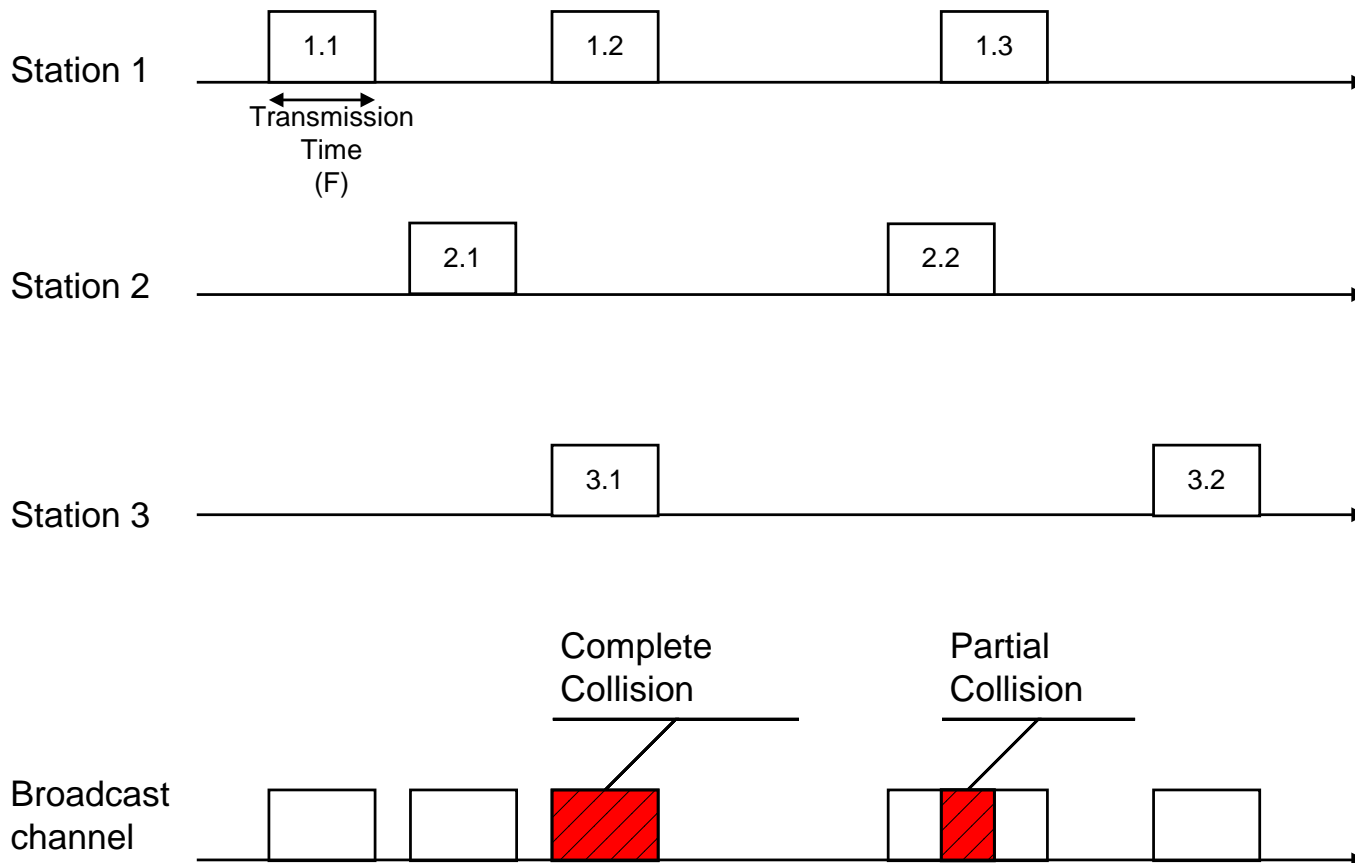 Station 1
1.1
1.2
1.3
Transmission
Time
(F)
Station 2
2.1
2.2
Station 3
3.1
3.2
Complete
Collision
Partial
Collision
Broadcast
channel